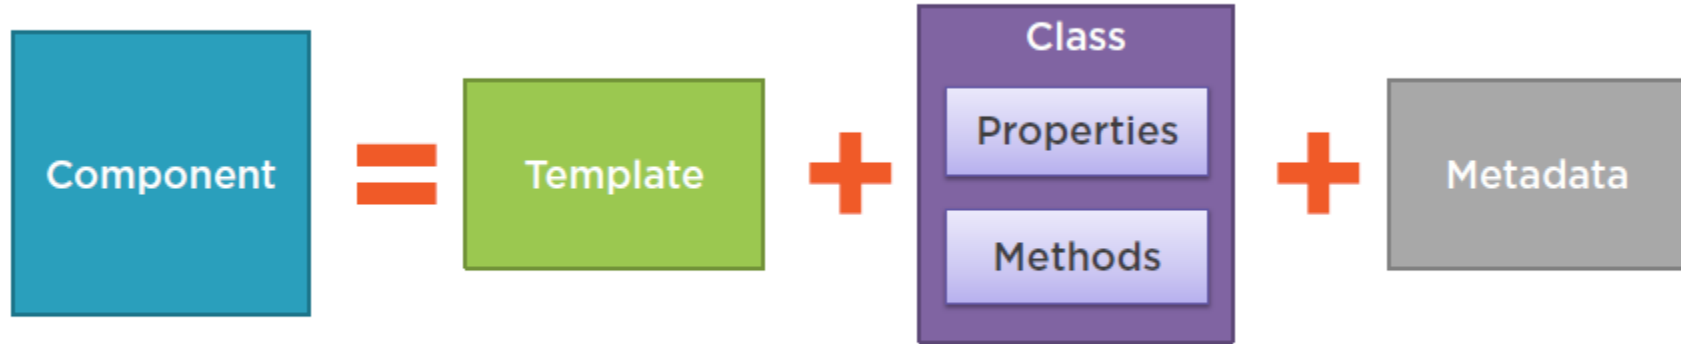 Component
Template
Class
Properties
Methods
Metadata